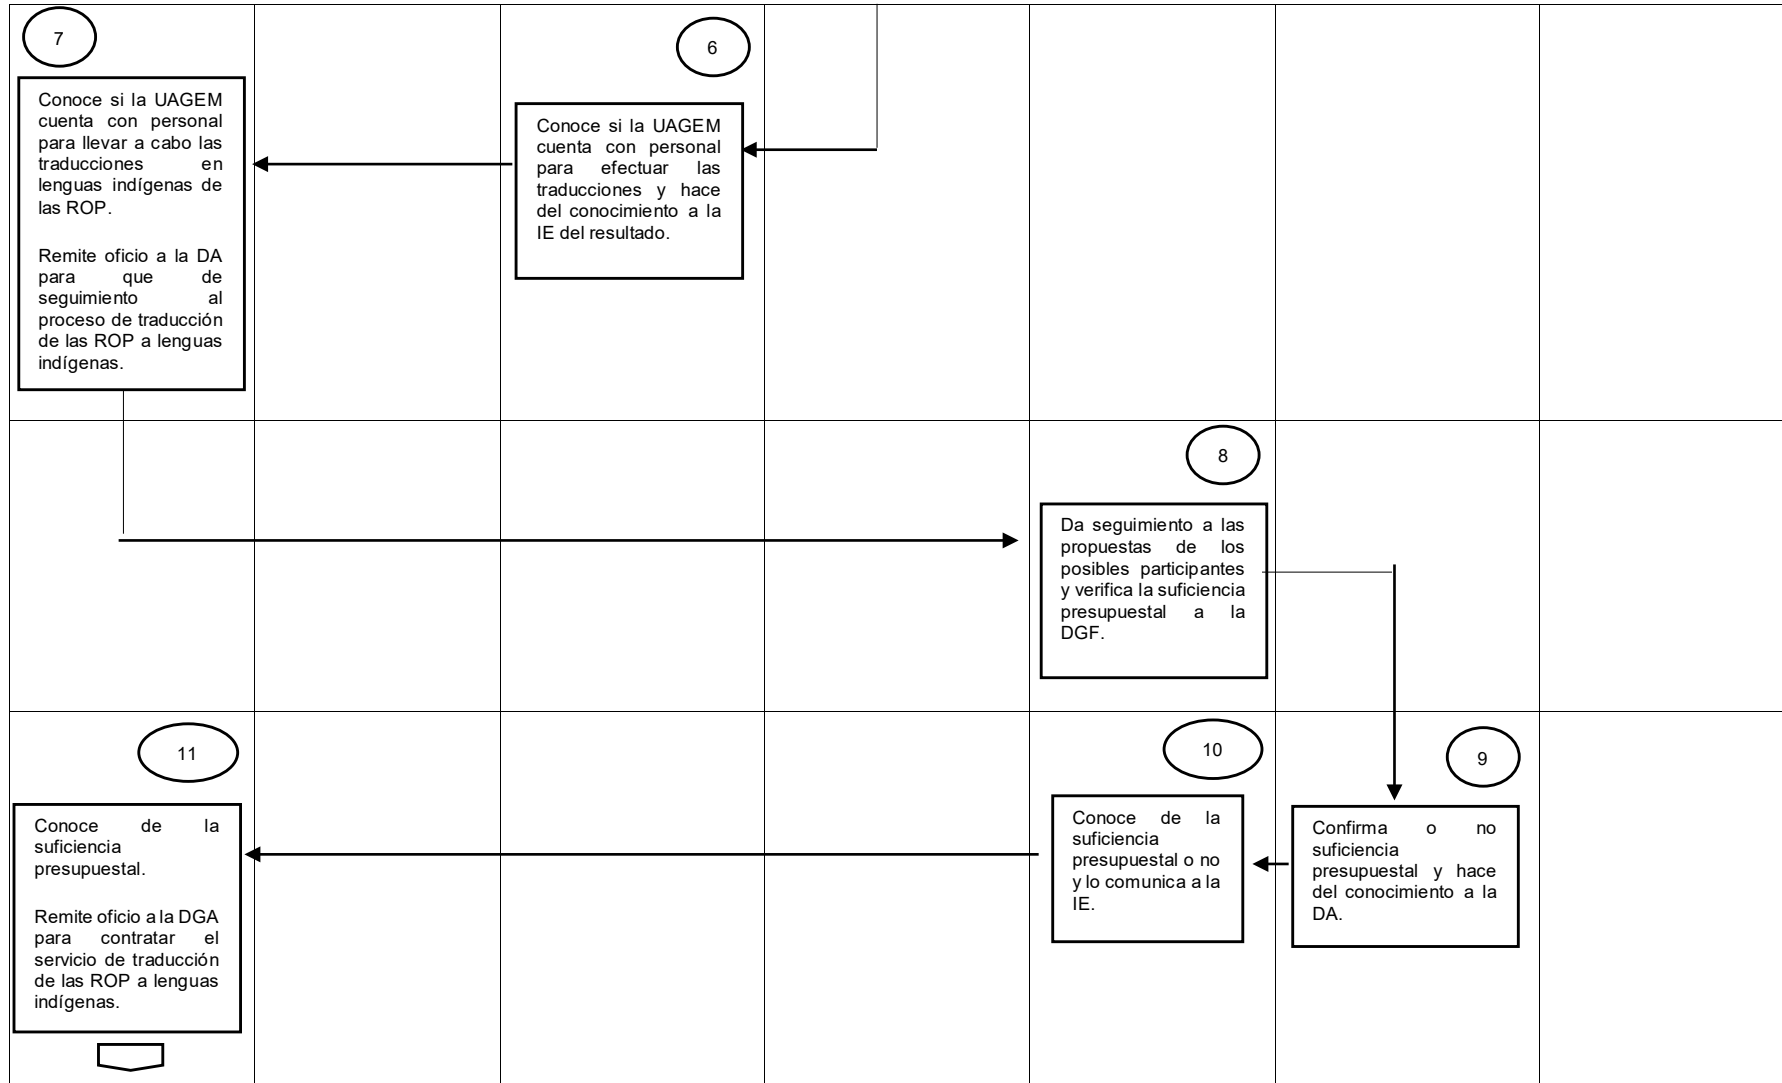 7
Conoce si la UAGEM
cuenta con personal
para llevar a cabo las
traducciones en
lenguas indígenas de
las ROP.
Remite oficio a la DA
para que de
seguimiento al
proceso de traducción
de las ROP a lenguas
indígenas.
6
Conoce si la UAGEM
cuenta con personal
para efectuar las
traducciones y hace
del conocimiento a la
IE del resultado.
8
Da seguimiento a las
propuestas de los
posibles participantes
y verifica la suficiencia
presupuestal a la
DGF.
11
Conoce de la
suficiencia
presupuestal.
Remite oficio a la DGA
para contratar el
servicio de traducción
de las ROP a lenguas
indígenas.
10
Conoce de la
suficiencia
presupuestal o no
y lo comunica a la
IE.
9
Confirma o no
suficiencia
presupuestal y hace
del conocimiento a la
DA.